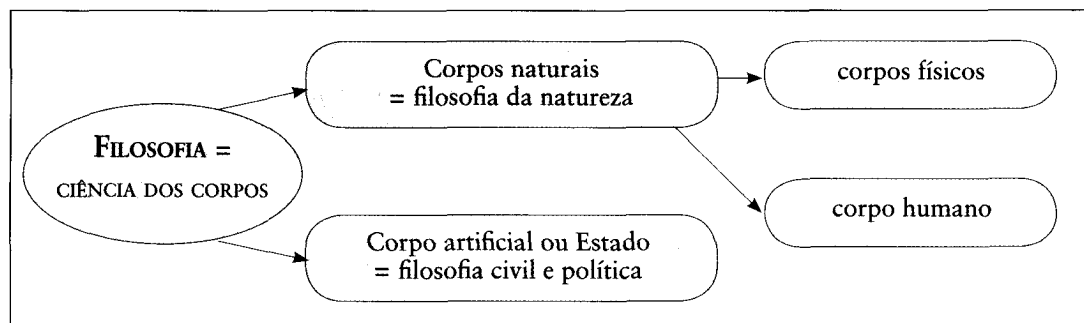 FILOSOFIA =
CIÊNCIA DOS CORPOS
Corpos naturais
= filosofia da natureza
corpos físicos
corpo humano
Corpo artificial ou Estado
= filosofia civil e política